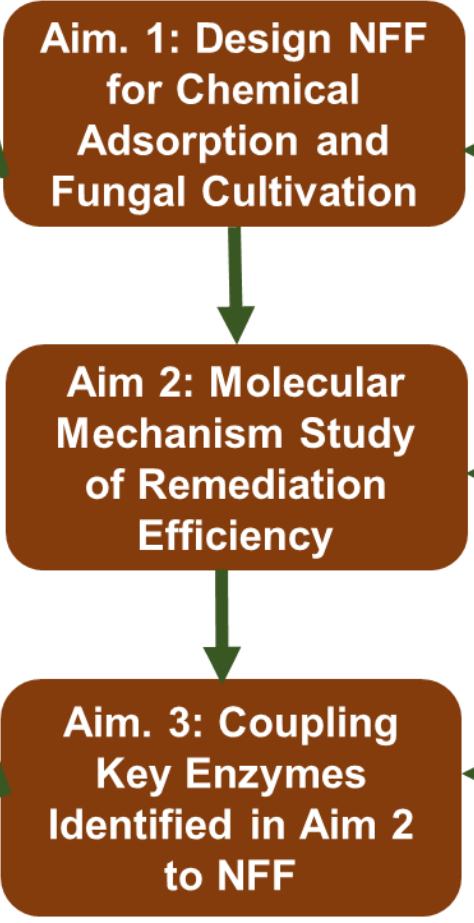 Aim. 1: Design NFF
for Chemical
Adsorption and
Fungal Cultivation
Aim 2: Molecular
Mechanism Study
of Remediation
Efficiency
Aim. 3: Coupling
Key Enzymes
Identified in Aim 2
to NFF